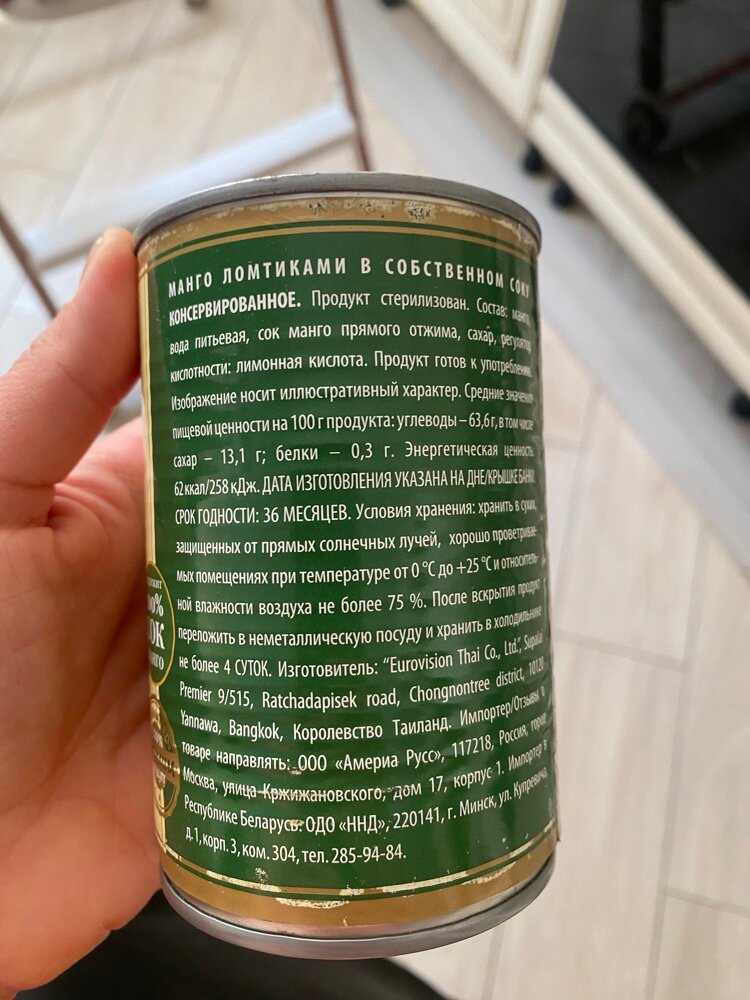 МАНГО ЛОМТИКАМИ В СОБСТВЕННОМ СОКУ
КОНСЕРВИРОВАННОЕ. Продукт стерилизован. Состав: манго,
вода питьевая, сок манго прямого отжима, сахар, регулятор
кислотности: лимонная кислота. Продукт готов к употреблению.
Изображение носит иллюстративный характер. Средние значения
пищевой ценности на 100 г продукта: углеводы – 63,6 г, в том числе
сахар – 13,1 г; белки – 0,3 г. Энергетическая ценность:
62 ккал/258 кДж. ДАТА ИЗГОТОВЛЕНИЯ УКАЗАНА НА ДНЕ/КРЫШКЕ БАНКИ.
СРОК ГОДНОСТИ: 36 МЕСЯЦЕВ. Условия хранения: хранить в сухих,
защищенных от прямых солнечных лучей, хорошо проветривае-
мых помещениях при температуре от 0 °C до +25 °C и относитель-
ной влажности воздуха не более 75 %. После вскрытия продукт
переложить в неметаллическую посуду и хранить в холодильнике
не более 4 СУТОК. Изготовитель: “Eurovision Thai Co., Ltd.”, Supalai
Premier 9/515, Ratchadapisek road, Chongnontree district, 10120
Yannawa, Bangkok, Королевство Таиланд. Импортер/Отзывы о
товаре направлять: ООО «Америа Русс», 117218, Россия, город
Москва, улица Кржижановского, дом 17, корпус 1. Импортер в
Республике Беларусь: ОДО «ННД», 220141, г. Минск, ул. Купревича,
д.1, корп. 3, ком. 304, тел. 285-94-84.